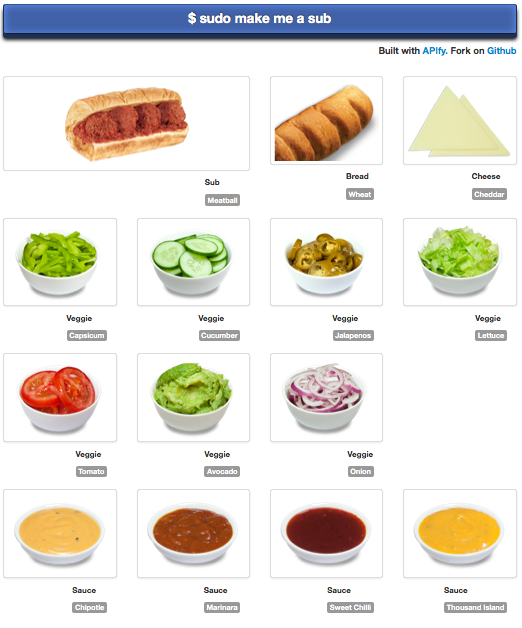 $ sudo make me a sub
Built with APIfy. Fork on Github
Sub
Meatball
Bread
Wheat
Cheese
Cheddar
Veggie
Capsicum
Veggie
Cucumber
Veggie
Jalapenos
Veggie
Lettuce
Veggie
Tomato
Veggie
Avocado
Veggie
Onion
Sauce
Chipotle
Sauce
Marinara
Sauce
Sweet Chilli
Sauce
Thousand Island